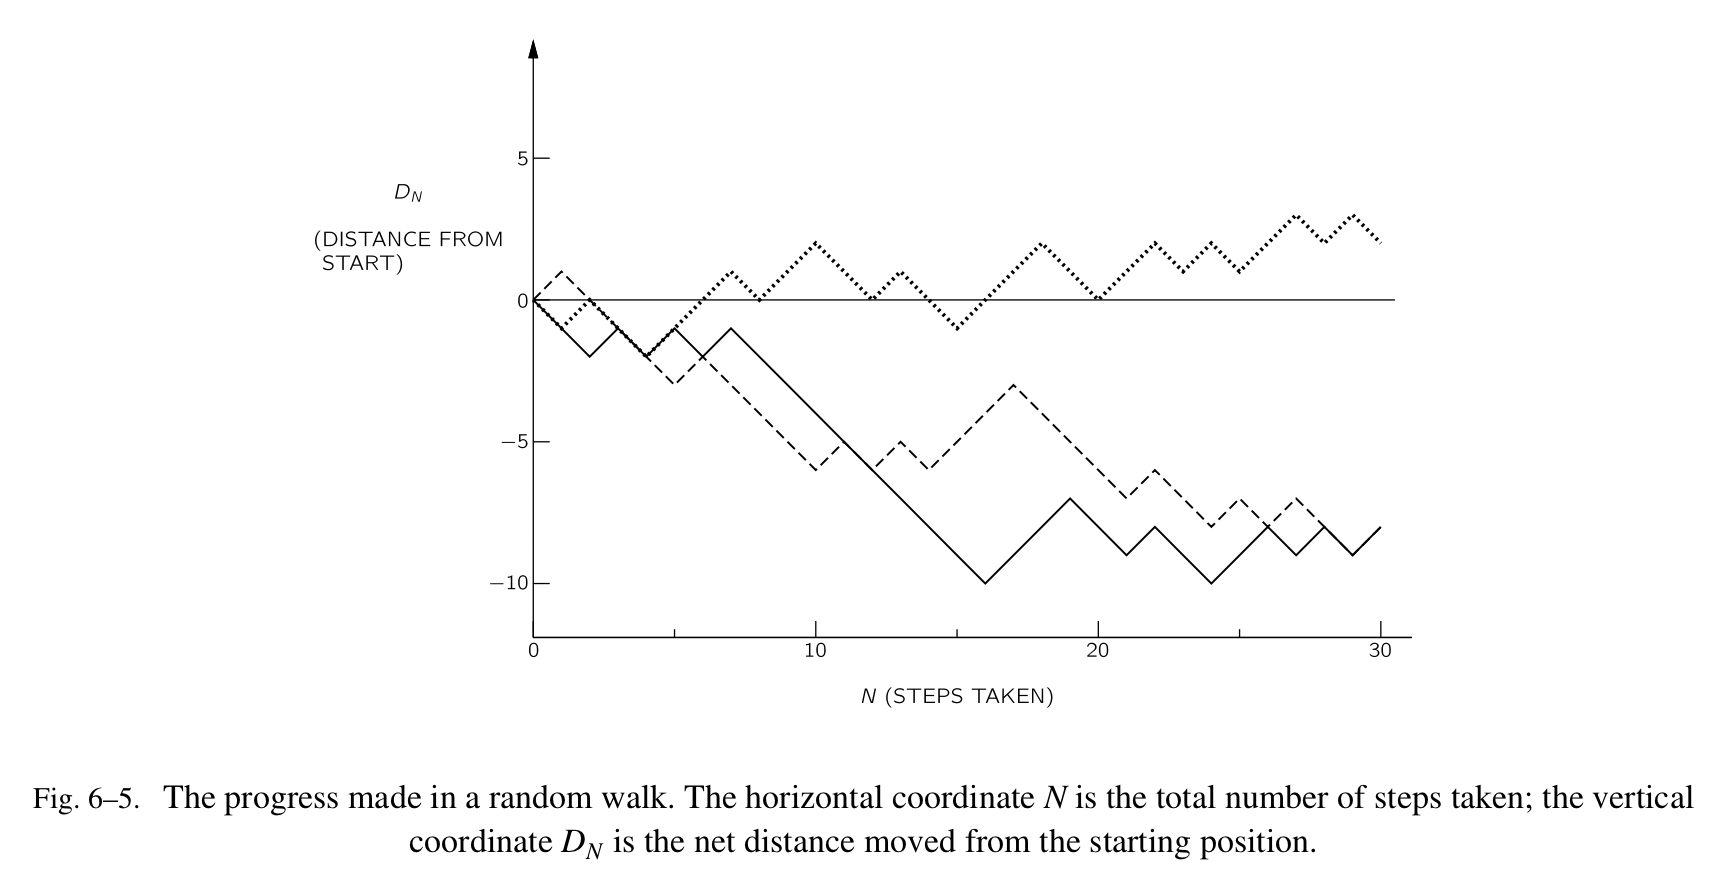 5
D_N
(DISTANCE FROM
START)
0
−5
−10
0 10 20 30
N (STEPS TAKEN)
Fig. 6–5. The progress made in a random walk. The horizontal coordinate N is the total number of steps taken; the vertical
coordinate D_N is the net distance moved from the starting position.